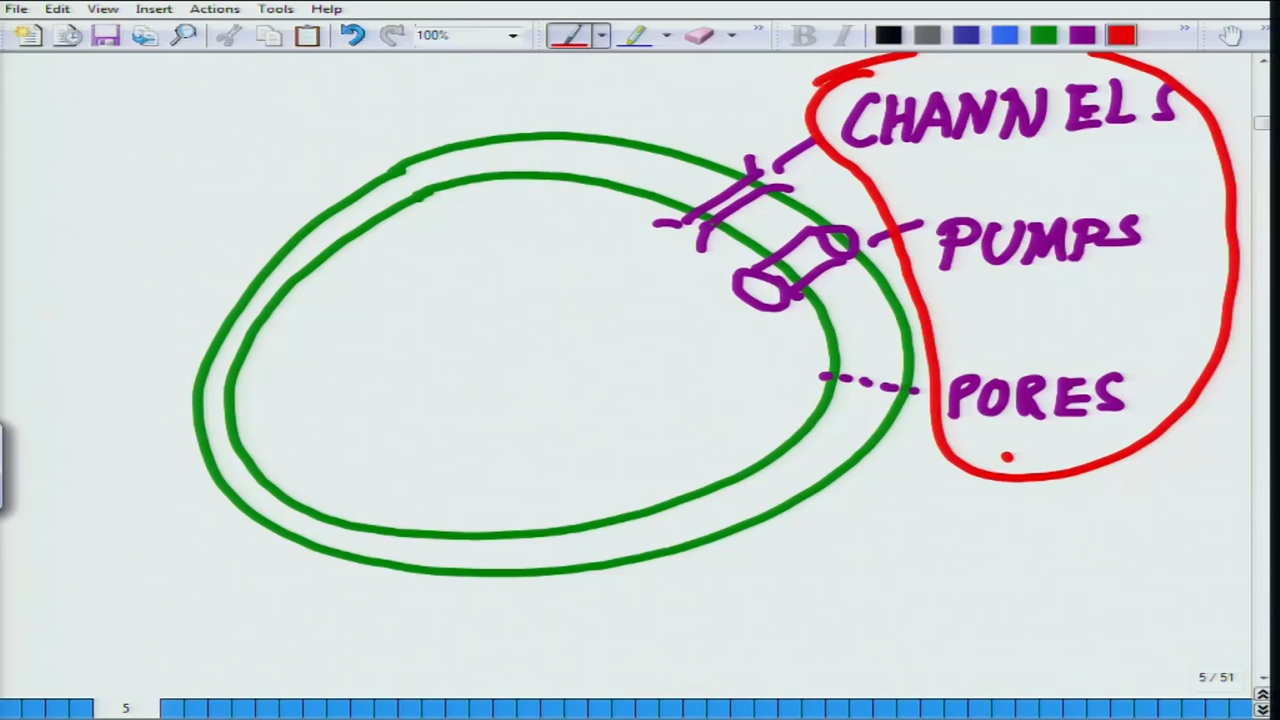 File Edit View Insert Actions Tools Help
100%
B I
CHANNELS
PUMPS
PORES
5 / 51
5